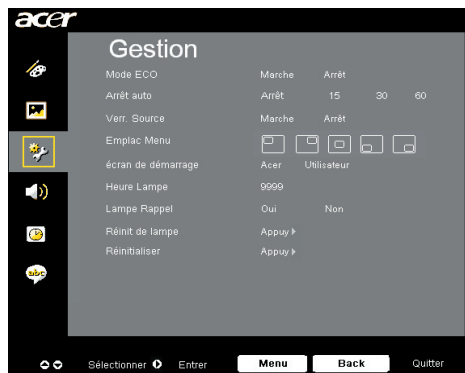 acer
Gestion
Mode ECO Marche Arrêt
Arrêt auto Arrêt 15 30 60
Verr. Source Marche Arrêt
Emplac Menu
écran de démarrage Acer Utilisateur
Heure Lampe 9999
Lampe Rappel Oui Non
Réinit de lampe Appuy
Réinitialiser Appuy
abc
Sélectionner Entrer Menu Back Quitter